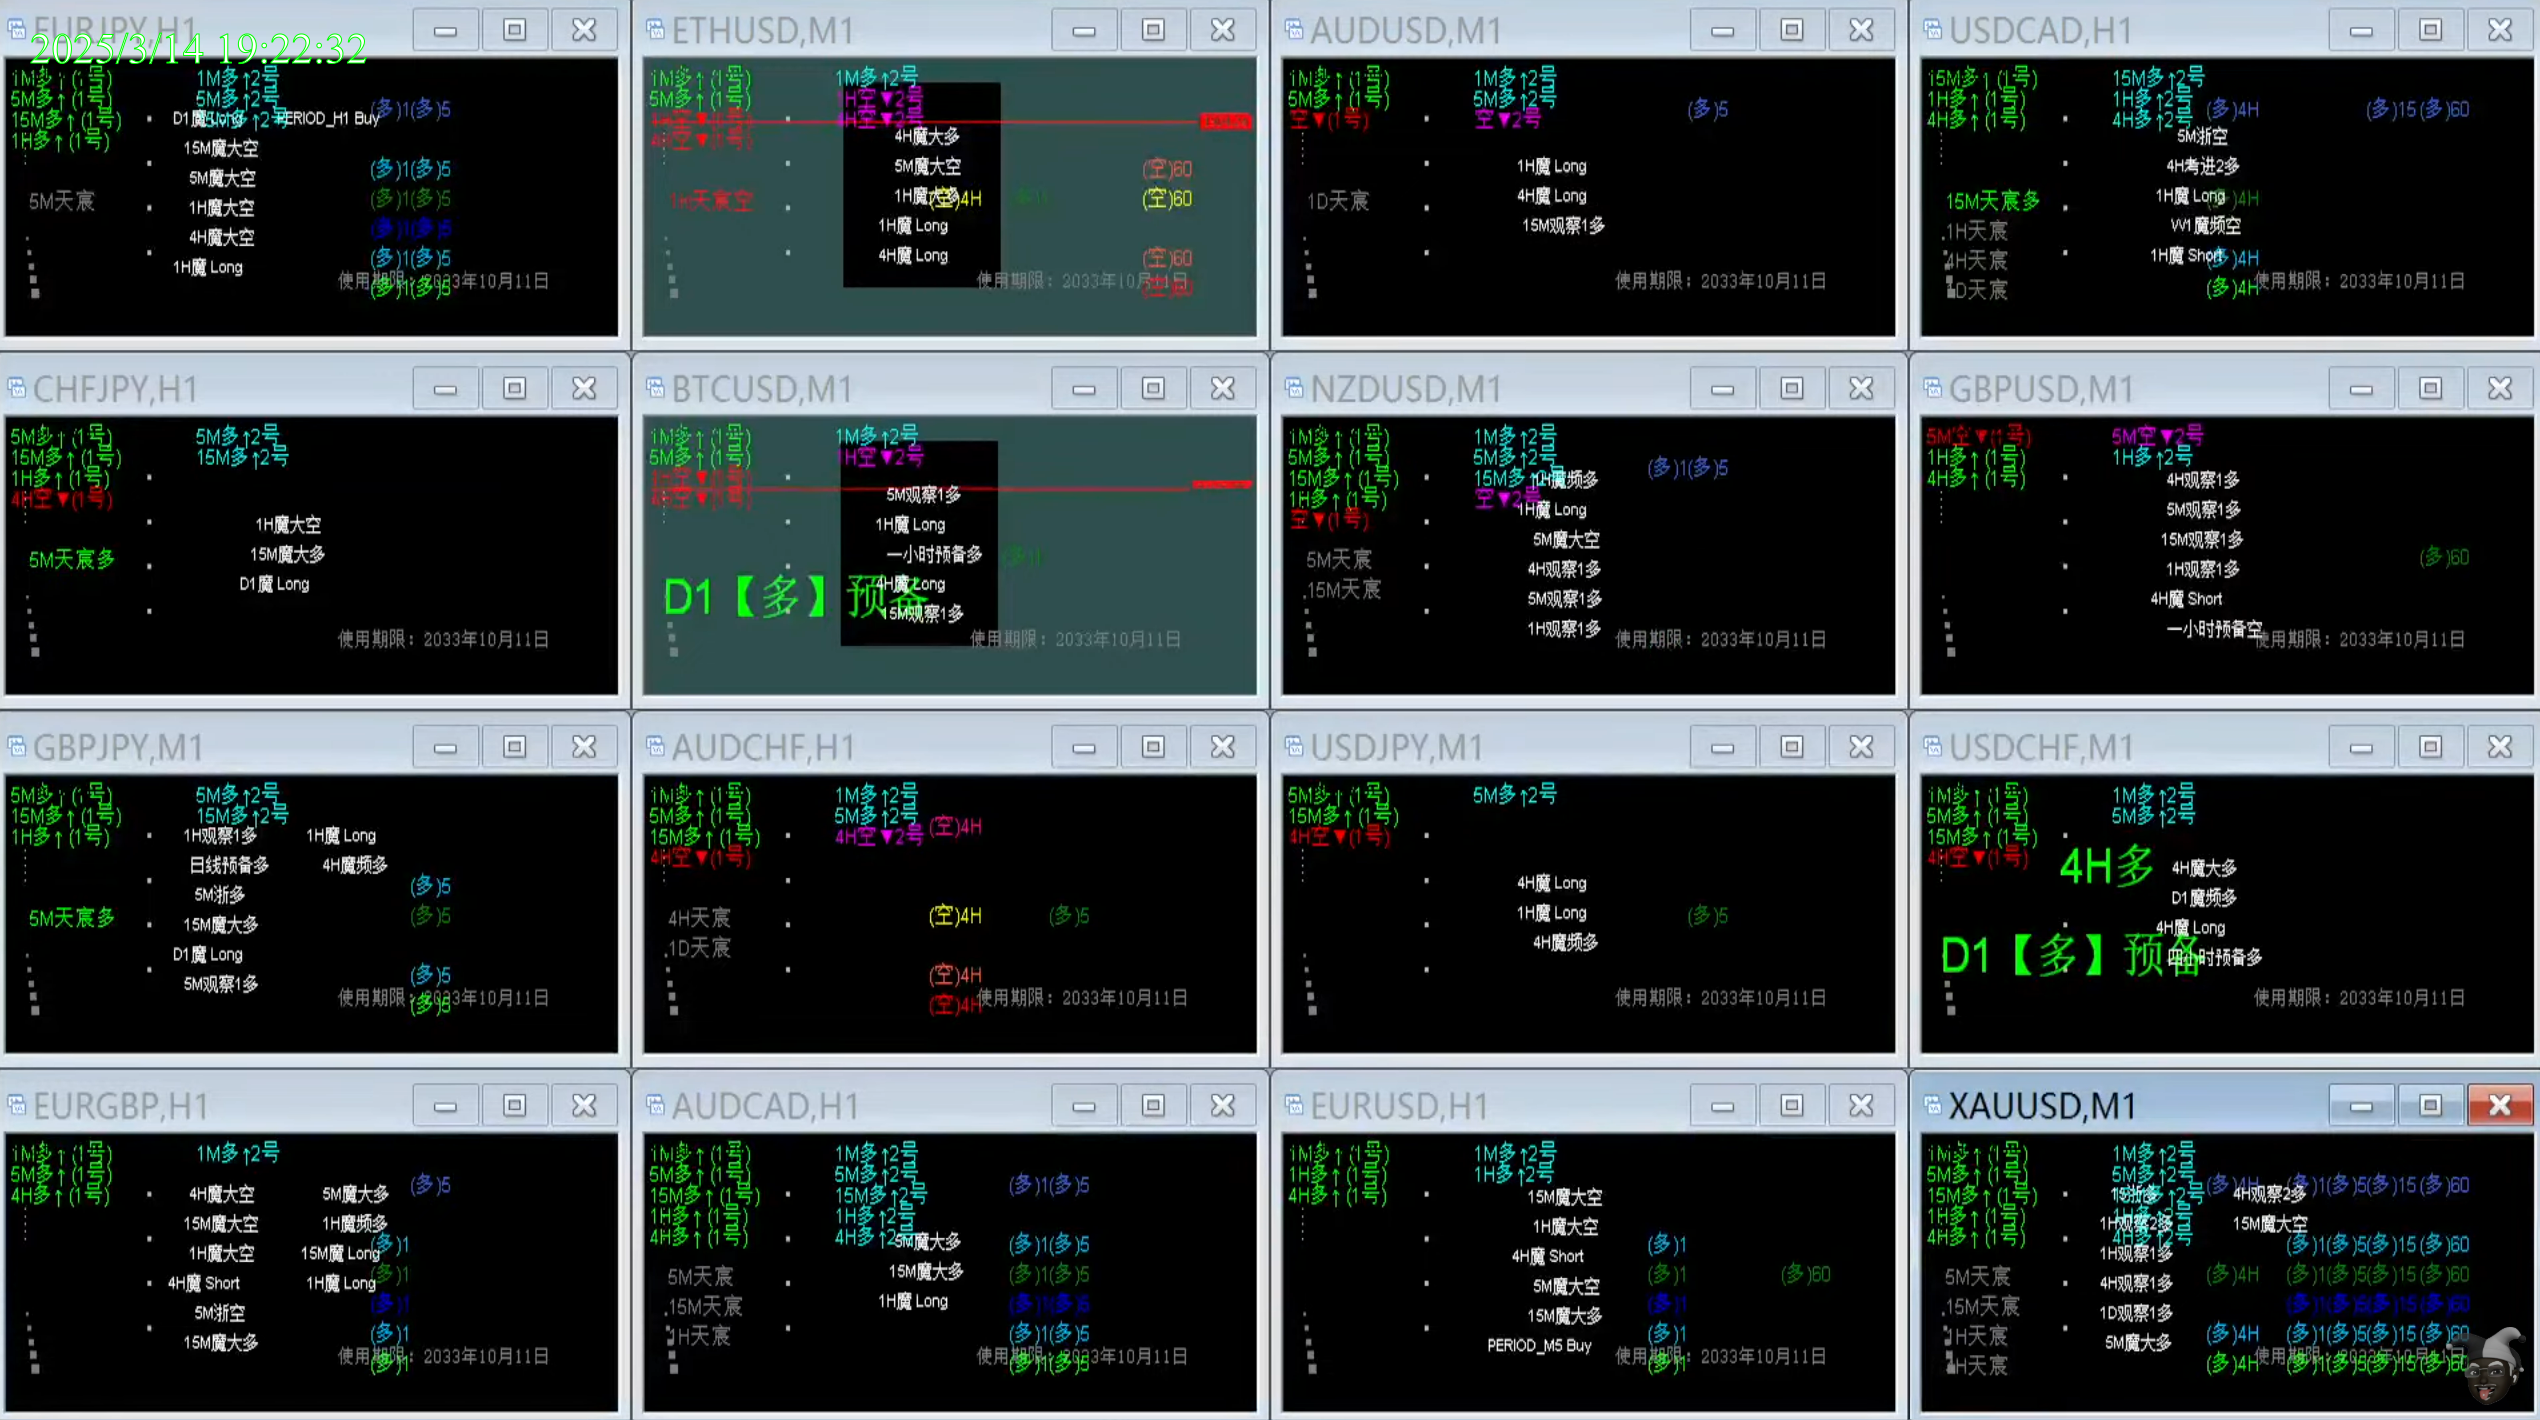 EURJPY,H1
2025/3/14 19:22:32
1M多↑(1号) 1M多↑2号
5M多↑(1号) 5M多↑2号 (多)1(多)5
15M多↑(1号) D1魔 Long PERIOD_H1 Buy
1H多↑(1号)
15M魔大空
5M魔大空 (多)1(多)5
5M天宸 1H魔大空 (多)1(多)5
4H魔大空 (多)1(多)5
1H魔 Long (多)1(多)5
使用期限：2033年10月11日
(多)1(多)5
ETHUSD,M1
1M多↑(1号) 1M多↑2号
5M多↑(1号) 1H空▼2号
4H空▼2号
4H空▼(1号) 4H魔大多
5M魔大空 (空)60
1H天宸空 1H魔大多 (空)4H (空)60
1H魔 Long
4H魔 Long (空)60
使用期限：2033年10月11日
AUDUSD,M1
1M多↑(1号) 1M多↑2号
5M多↑(1号) 5M多↑2号 (多)5
空▼(1号) 空▼2号
1H魔 Long
1D天宸 4H魔 Long
15M观察1多
使用期限：2033年10月11日
USDCAD,H1
15M多↑(1号) 15M多↑2号
1H多↑(1号) 1H多↑2号 (多)4H (多)15(多)60
4H多↑(1号) 4H多↑2号
5M浙空
4H考进2多
15M天宸多 1H魔 Long (多)4H
1H天宸 W1魔频空
4H天宸 1H魔 Short (多)4H
1D天宸 (多)4H 使用期限：2033年10月11日
CHFJPY,H1
5M多↑(1号) 5M多↑2号
15M多↑(1号) 15M多↑2号
1H多↑(1号)
4H空▼(1号)
1H魔大空
5M天宸多 15M魔大多
D1魔 Long
使用期限：2033年10月11日
BTCUSD,M1
1M多↑(1号) 1M多↑2号
5M多↑(1号) 1H空▼2号
4H空▼(1号) 5M观察1多
1H魔 Long
一小时预备多
4H魔 Long
D1【多】预备
15M观察1多
使用期限：2033年10月11日
NZDUSD,M1
1M多↑(1号) 1M多↑2号
5M多↑(1号) 5M多↑2号 (多)1(多)5
15M多↑(1号) 15M多↑2号
1H多↑(1号) 空▼2号
空▼(1号) 1H魔 Long
5M天宸 5M魔大空
15M天宸 4H观察1多
5M观察1多
1H观察1多
使用期限：2033年10月11日
GBPUSD,M1
5M空▼(1号) 5M空▼2号
1H多↑(1号) 1H多↑2号
4H多↑(1号) 4H观察1多
5M观察1多
15M观察1多 (多)60
1H观察1多
4H魔 Short
一小时预备空
使用期限：2033年10月11日
GBPJPY,M1
5M多↑(1号) 5M多↑2号
15M多↑(1号) 15M多↑2号
1H多↑(1号) 1H观察1多 1H魔 Long
日线预备多 4H魔频多
5M浙多 (多)5
5M天宸多 15M魔大多 (多)5
D1魔 Long
5M观察1多 (多)5
使用期限：2033年10月11日
(多)5
AUDCHF,H1
1M多↑(1号) 1M多↑2号
5M多↑(1号) 5M多↑2号 (空)4H
15M多↑(1号) 4H空▼2号
4H空▼(1号)
4H天宸 (空)4H (多)5
1D天宸
(空)4H
(空)4H 使用期限：2033年10月11日
USDJPY,M1
5M多↑(1号) 5M多↑2号
15M多↑(1号)
4H空▼(1号)
4H魔 Long
1H魔 Long (多)5
4H魔频多
使用期限：2033年10月11日
USDCHF,M1
1M多↑(1号) 1M多↑2号
5M多↑(1号) 5M多↑2号
15M多↑(1号)
4H空▼(1号) 4H多 4H魔大多
D1魔频多
4H魔 Long
D1【多】预备 四小时预备多
使用期限：2033年10月11日
EURGBP,H1
1M多↑(1号) 1M多↑2号
5M多↑(1号) (多)5
4H多↑(1号) 4H魔大空 5M魔大多
15M魔大空 1H魔频多
1H魔大空 15M魔 Long (多)1
4H魔 Short 1H魔 Long (多)1
5M浙空 (多)1
15M魔大多 (多)1
使用期限：2033年10月11日
(多)1
AUDCAD,H1
1M多↑(1号) 1M多↑2号
5M多↑(1号) 5M多↑2号 (多)1(多)5
15M多↑(1号) 15M多↑2号
1H多↑(1号) 1H多↑2号
4H多↑(1号) 4H多↑2号 5M魔大多 (多)1(多)5
5M天宸 15M魔大多 (多)1(多)5
15M天宸 1H魔 Long (多)1(多)5
1H天宸 (多)1(多)5
使用期限：2033年10月11日
(多)1(多)5
EURUSD,H1
1M多↑(1号) 1M多↑2号
1H多↑(1号) 1H多↑2号
4H多↑(1号) 15M魔大空
1H魔大空
4H魔 Short (多)1
5M魔大空 (多)1 (多)60
15M魔大多 (多)1
PERIOD_M5 Buy (多)1
使用期限：2033年10月11日
(多)1
XAUUSD,M1
1M多↑(1号) 1M多↑2号
5M多↑(1号) 5M多↑2号 (多)4H (多)1(多)5(多)15(多)60
15M多↑(1号) 4H观察2多
1H多↑(1号) 1H观察2多 15M魔大空
4H多↑(1号) 1H观察1多 (多)1(多)5(多)15(多)60
5M天宸 4H观察1多 (多)4H (多)1(多)5(多)15(多)60
15M天宸 1D观察1多 (多)1(多)5(多)15(多)60
1H天宸 5M魔大多 (多)4H (多)1(多)5(多)15(多)60
4H天宸 (多)4H (多)1(多)5(多)15(多)60